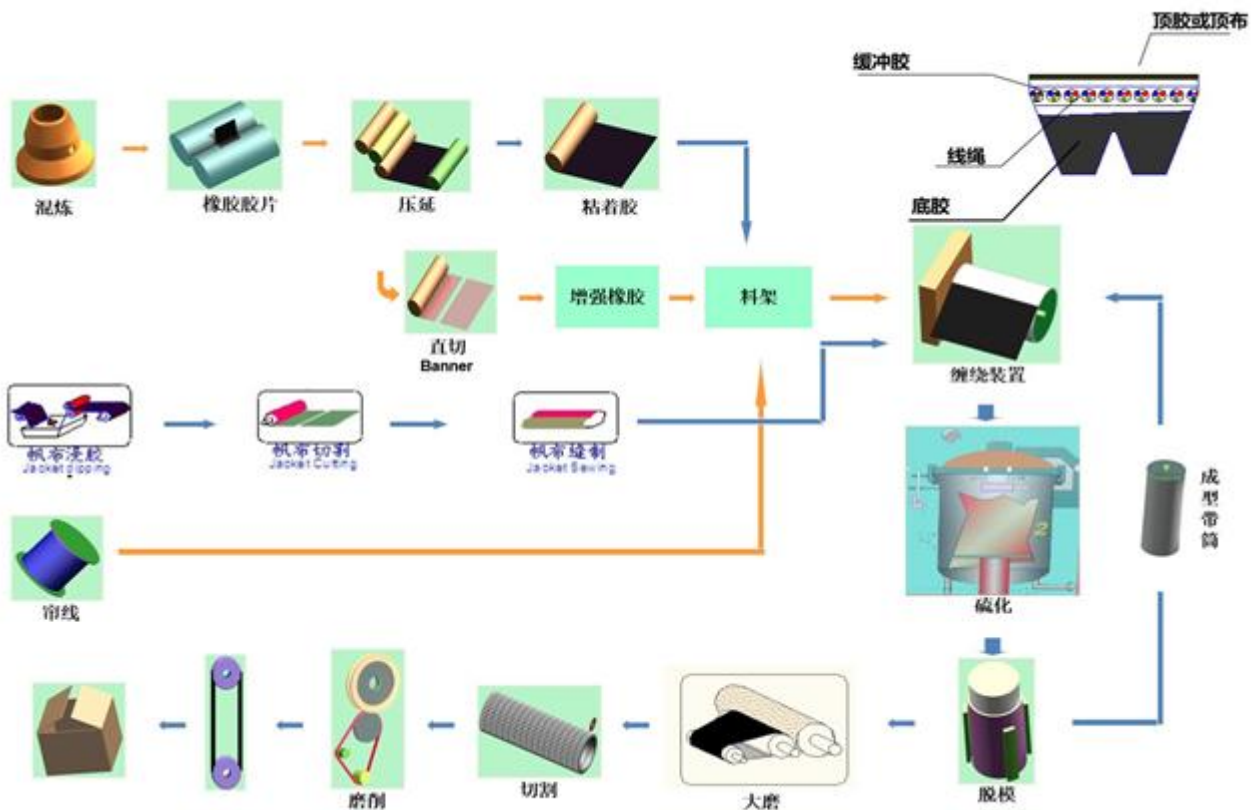 顶胶或顶布
缓冲胶
线绳
底胶
混炼
橡胶胶片
压延
粘着胶
直切
Banner
增强橡胶
料架
缠绕装置
帆布浸胶
Jacket dipping
帆布切割
Jacket Cutting
帆布缝制
Jacket Sewing
帘线
2
硫化
成型带筒
磨削
切割
大磨
脱模